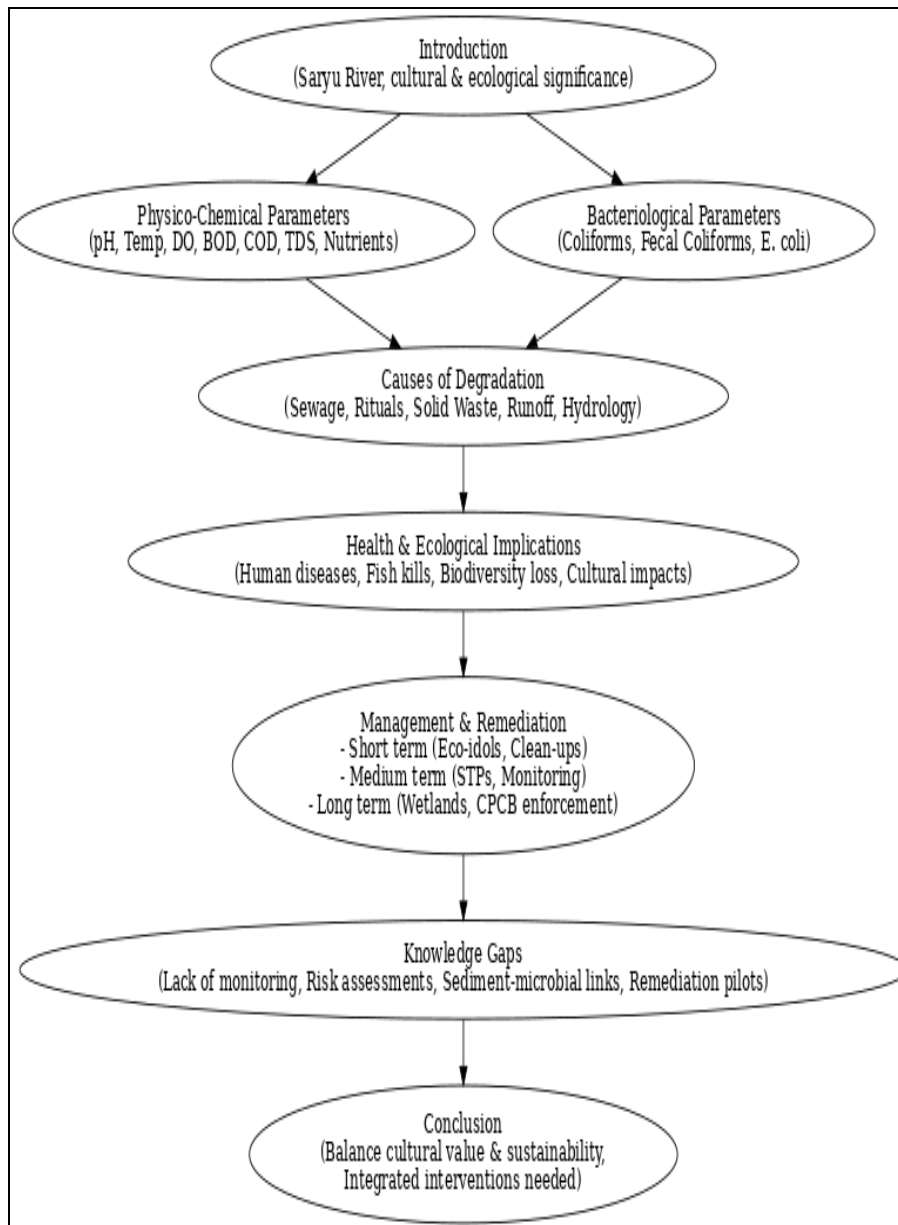 Introduction
(Saryu River, cultural & ecological significance)
Physico-Chemical Parameters
(pH, Temp, DO, BOD, COD, TDS, Nutrients)
Bacteriological Parameters
(Coliforms, Fecal Coliforms, E. coli)
Causes of Degradation
(Sewage, Rituals, Solid Waste, Runoff, Hydrology)
Health & Ecological Implications
(Human diseases, Fish kills, Biodiversity loss, Cultural impacts)
Management & Remediation
- Short term (Eco-idols, Clean-ups)
- Medium term (STPs, Monitoring)
- Long term (Wetlands, CPCB enforcement)
Knowledge Gaps
(Lack of monitoring, Risk assessments, Sediment-microbial links, Remediation pilots)
Conclusion
(Balance cultural value & sustainability,
Integrated interventions needed)